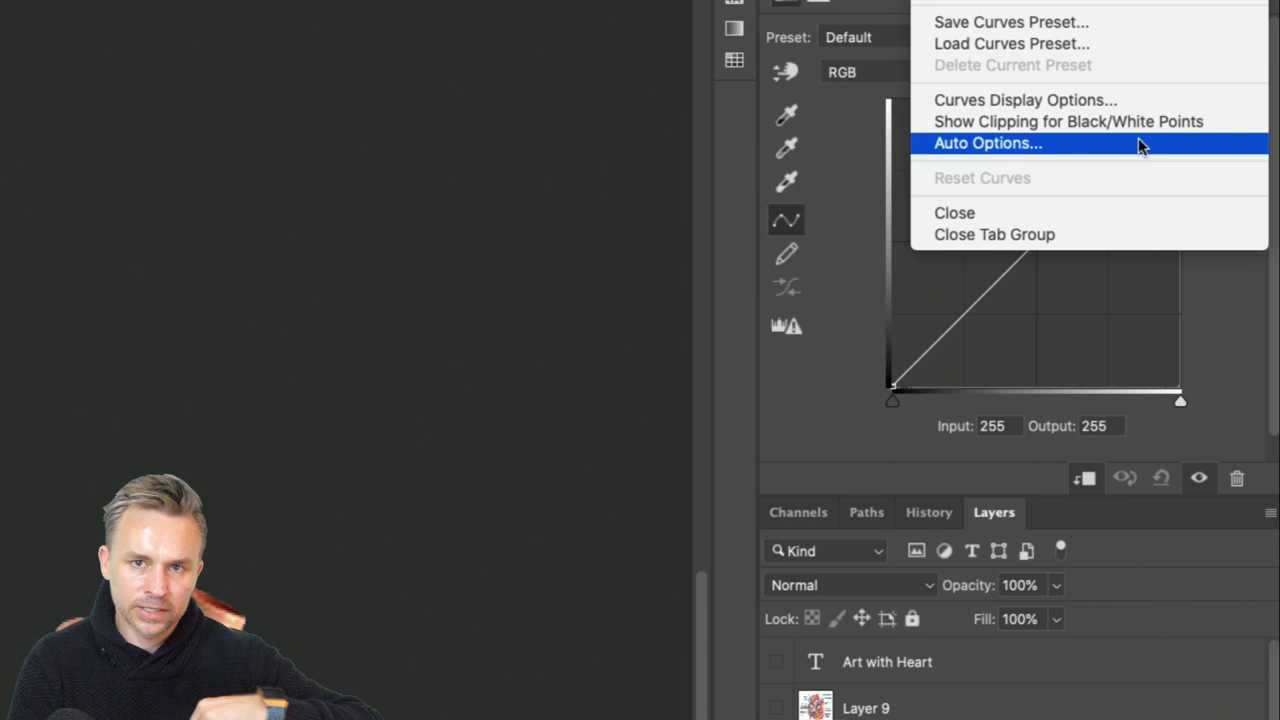 Save Curves Preset...
Load Curves Preset...
Delete Current Preset
Curves Display Options...
Show Clipping for Black/White Points
Auto Options...
Reset Curves
Close
Close Tab Group
Preset: Default
RGB
Input: 255 Output: 255
Channels Paths History Layers
Kind
Normal Opacity: 100%
Lock: Fill: 100%
T Art with Heart
Layer 9